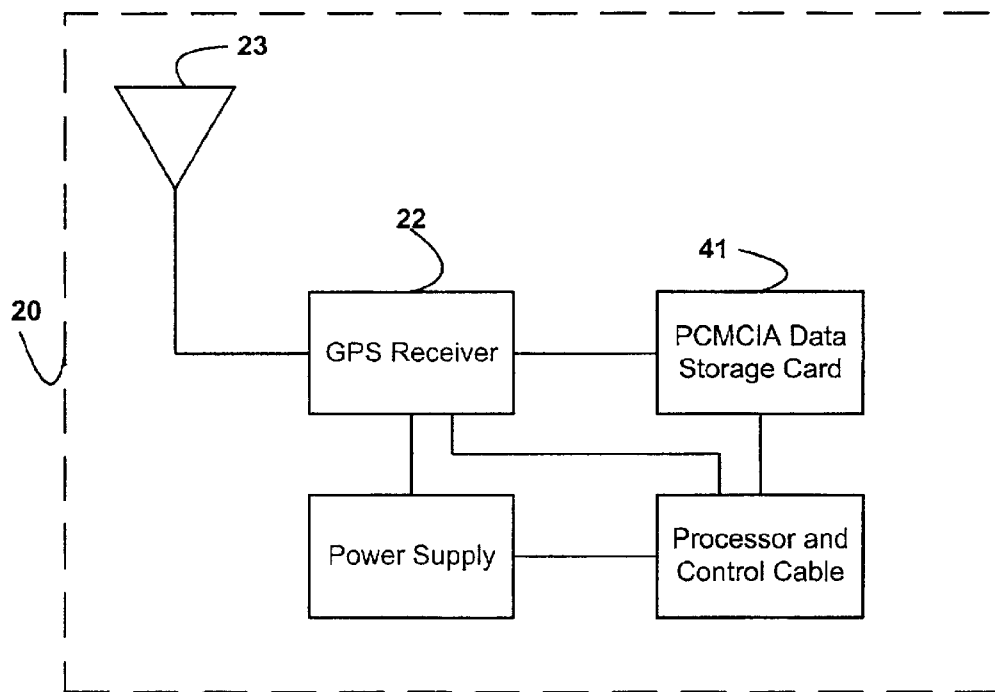 23
22
41
20
GPS Receiver
PCMCIA Data
Storage Card
Power Supply
Processor and
Control Cable